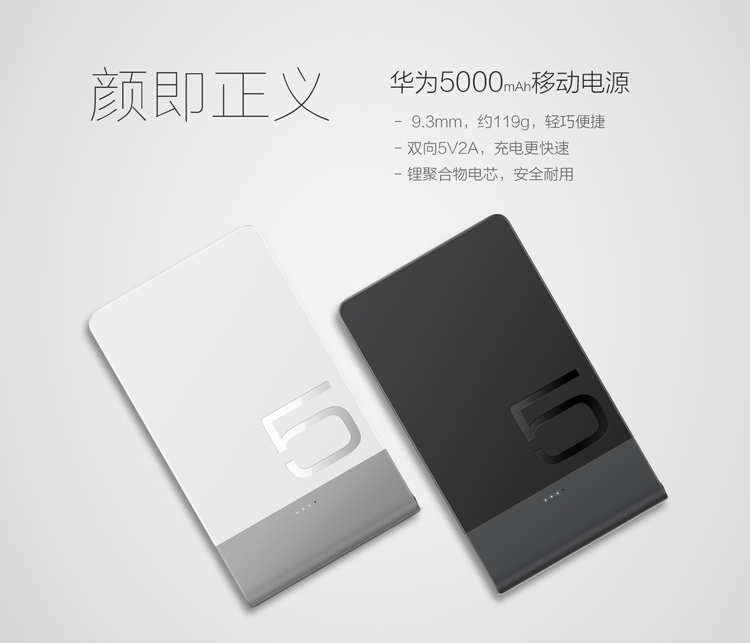 颜即正义
华为5000mAh移动电源
- 9.3mm，约119g，轻巧便捷
- 双向5V2A，充电更快速
- 锂聚合物电芯，安全耐用
5
5